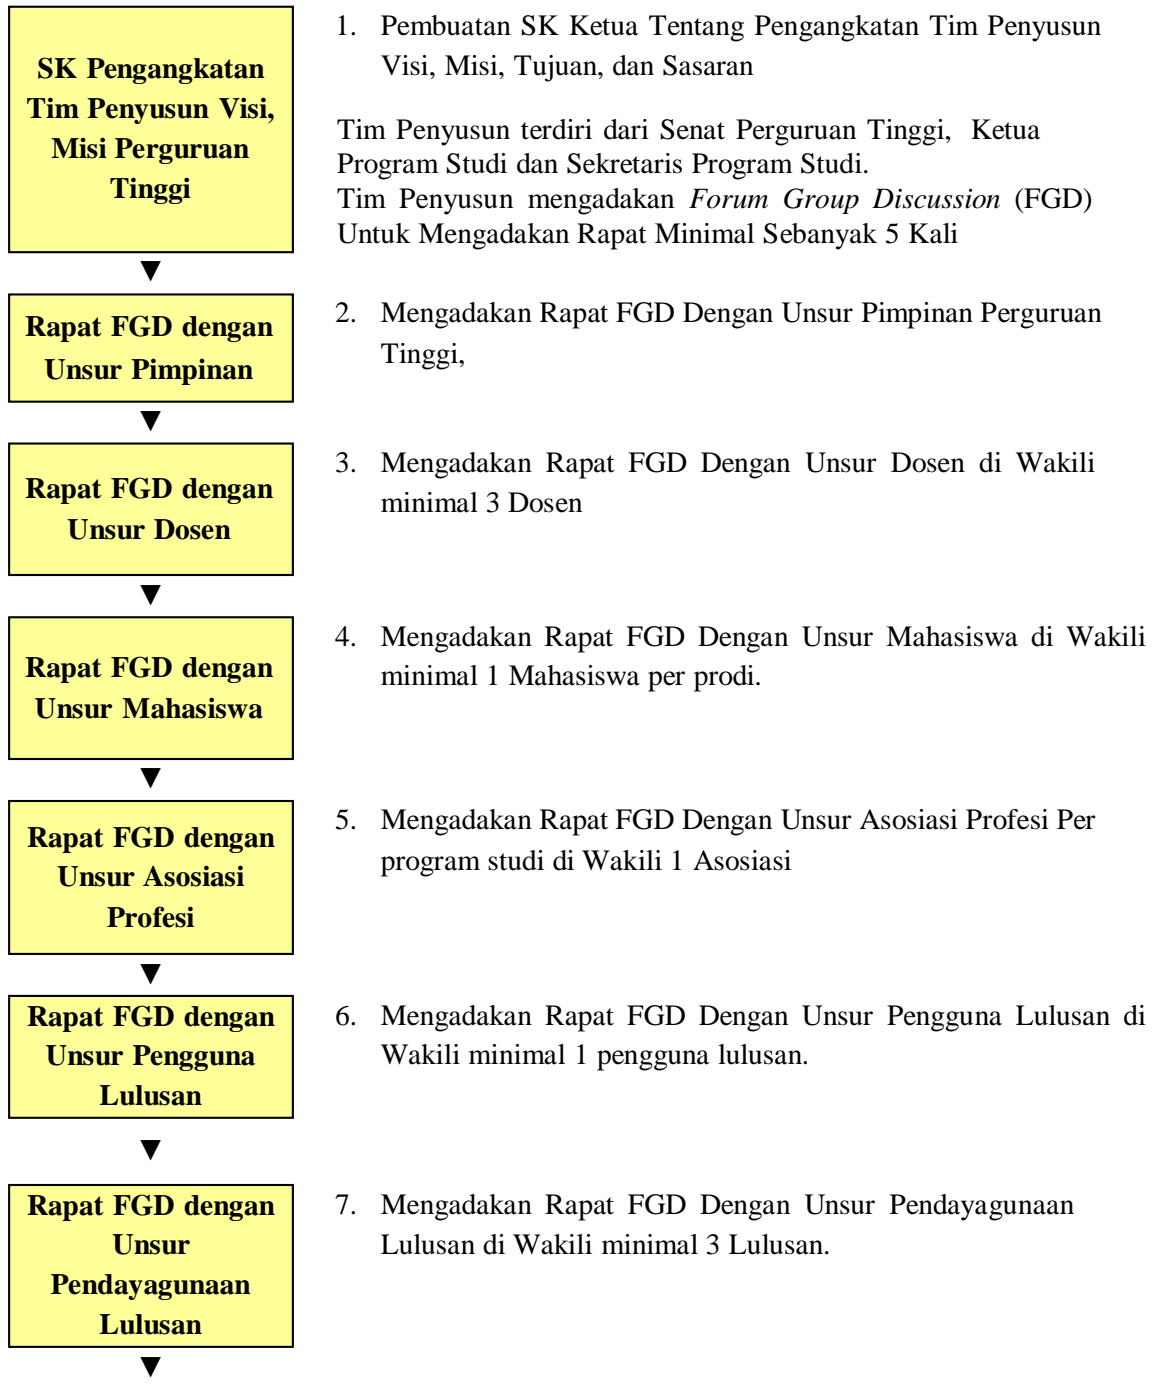 SK Pengangkatan
Tim Penyusun Visi,
Misi Perguruan
Tinggi
1. Pembuatan SK Ketua Tentang Pengangkatan Tim Penyusun
Visi, Misi, Tujuan, dan Sasaran
Tim Penyusun terdiri dari Senat Perguruan Tinggi, Ketua
Program Studi dan Sekretaris Program Studi.
Tim Penyusun mengadakan Forum Group Discussion (FGD)
Untuk Mengadakan Rapat Minimal Sebanyak 5 Kali
Rapat FGD dengan
Unsur Pimpinan
2. Mengadakan Rapat FGD Dengan Unsur Pimpinan Perguruan
Tinggi,
Rapat FGD dengan
Unsur Dosen
3. Mengadakan Rapat FGD Dengan Unsur Dosen di Wakili
minimal 3 Dosen
Rapat FGD dengan
Unsur Mahasiswa
4. Mengadakan Rapat FGD Dengan Unsur Mahasiswa di Wakili
minimal 1 Mahasiswa per prodi.
Rapat FGD dengan
Unsur Asosiasi
Profesi
5. Mengadakan Rapat FGD Dengan Unsur Asosiasi Profesi Per
program studi di Wakili 1 Asosiasi
Rapat FGD dengan
Unsur Pengguna
Lulusan
6. Mengadakan Rapat FGD Dengan Unsur Pengguna Lulusan di
Wakili minimal 1 pengguna lulusan.
Rapat FGD dengan
Unsur
Pendayagunaan
Lulusan
7. Mengadakan Rapat FGD Dengan Unsur Pendayagunaan
Lulusan di Wakili minimal 3 Lulusan.